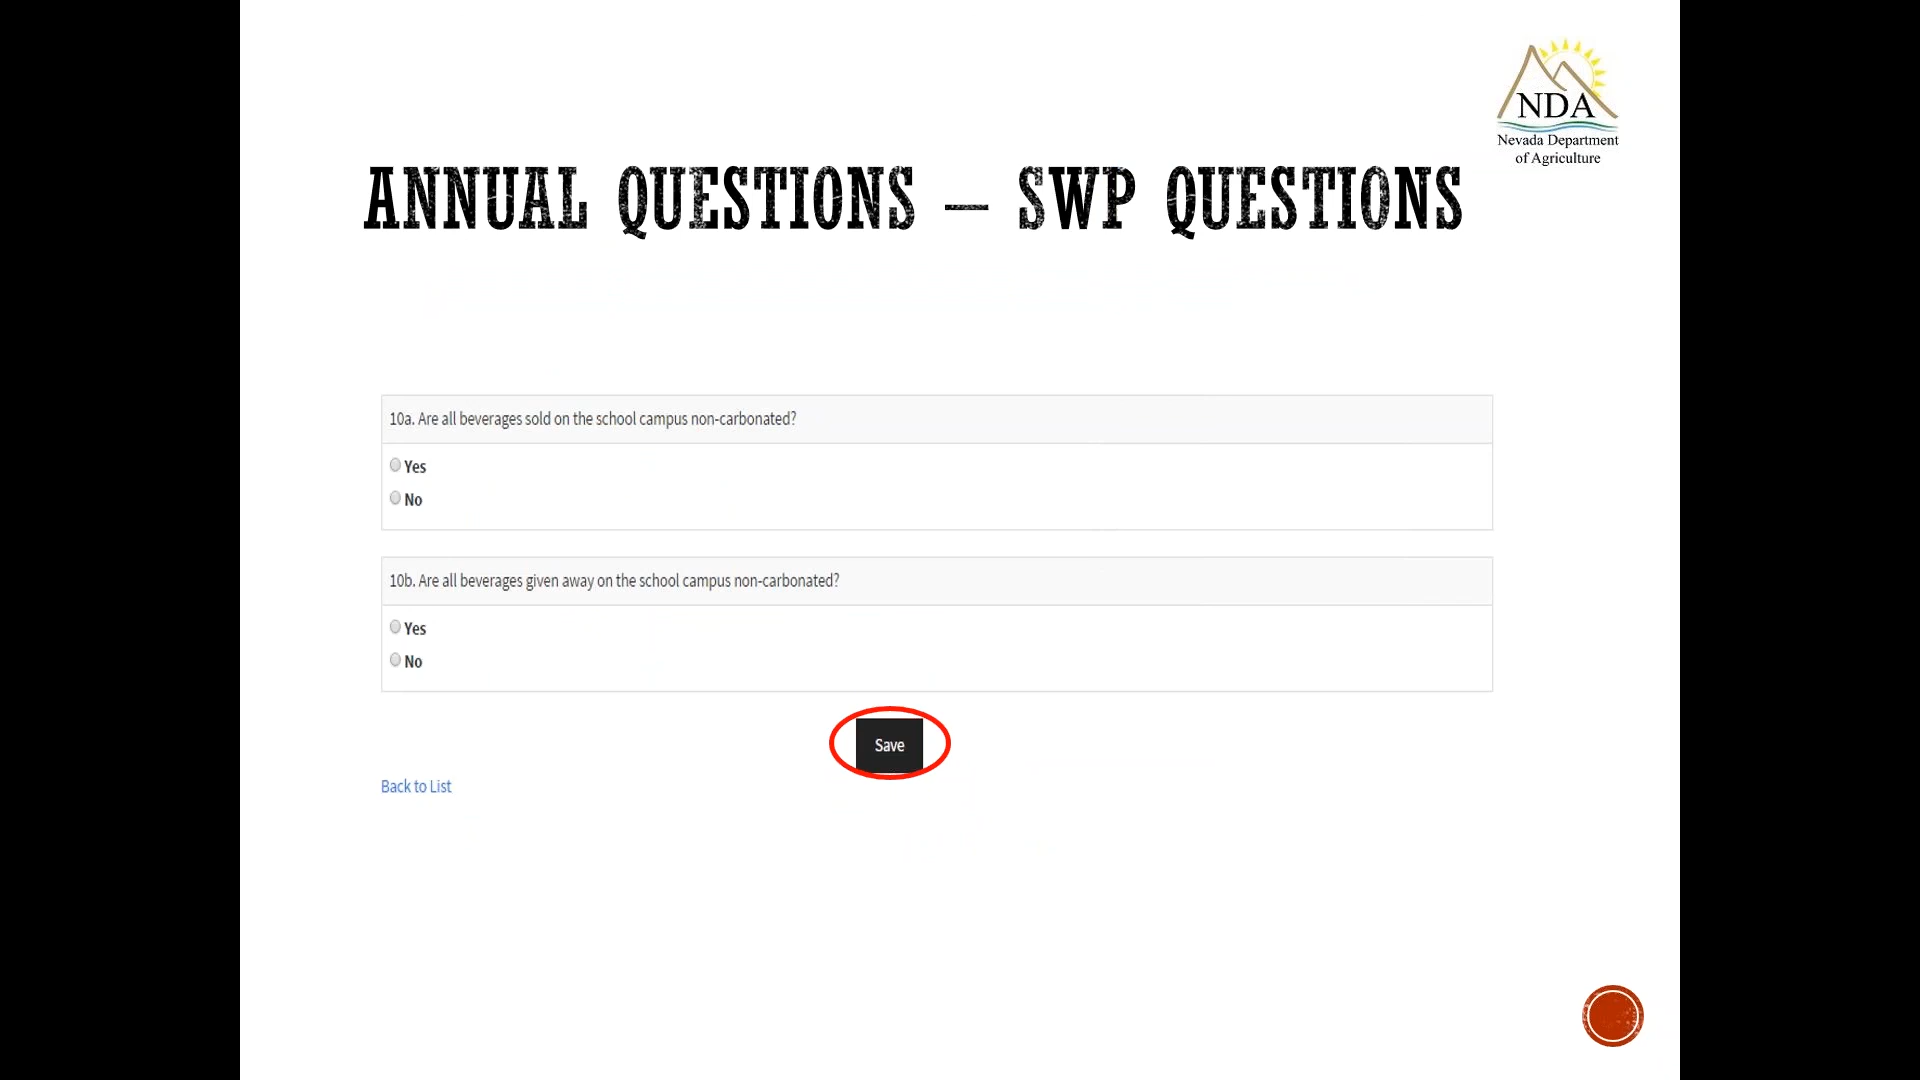 NDA
Nevada Department
of Agriculture
ANNUAL QUESTIONS – SWP QUESTIONS
10a. Are all beverages sold on the school campus non-carbonated?
Yes
No
10b. Are all beverages given away on the school campus non-carbonated?
Yes
No
Save
Back to List